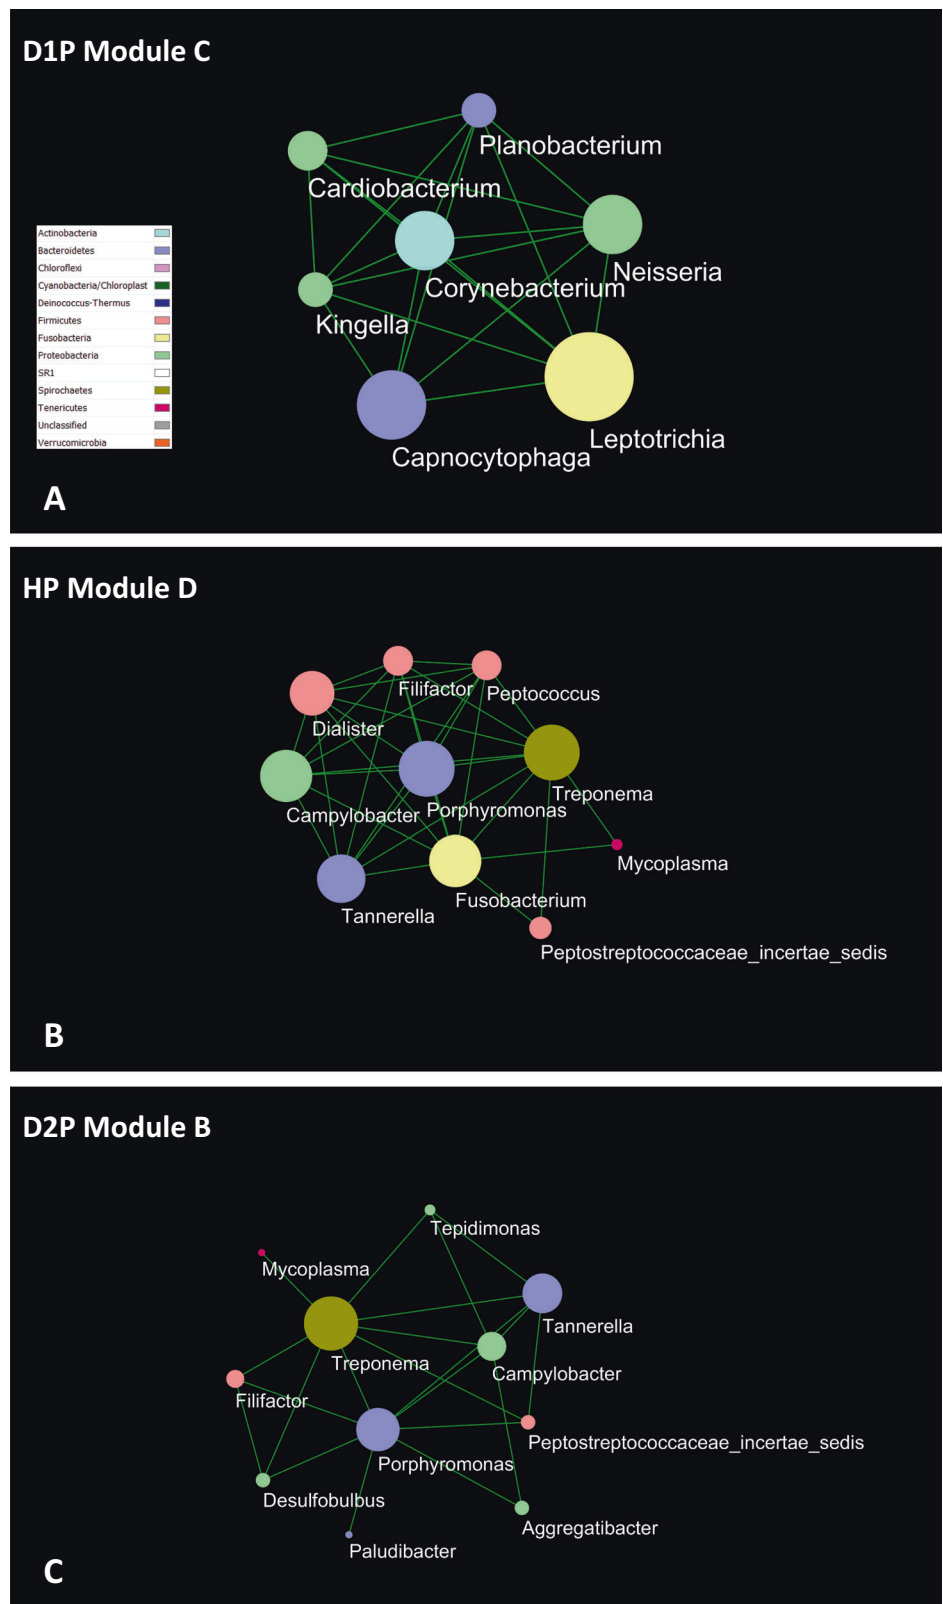 D1P Module C
Planobacterium
Cardiobacterium
Actinobacteria
Bacteroidetes
Chloroflexi
Cyanobacteria/Chloroplast
Deinococcus-Thermus
Firmicutes
Fusobacteria
Proteobacteria
SR1
Spirochaetes
Tenericutes
Unclassified
Verrucomicrobia
Neisseria
Corynebacterium
Kingella
Leptotrichia
Capnocytophaga
A
HP Module D
Filifactor
Peptococcus
Dialister
Treponema
Campylobacter
Porphyromonas
Mycoplasma
Fusobacterium
Tannerella
Peptostreptococcaceae_incertae_sedis
B
D2P Module B
Tepidimonas
Mycoplasma
Tannerella
Treponema
Campylobacter
Filifactor
Peptostreptococcaceae_incertae_sedis
Porphyromonas
Desulfobulbus
Aggregatibacter
Paludibacter
C